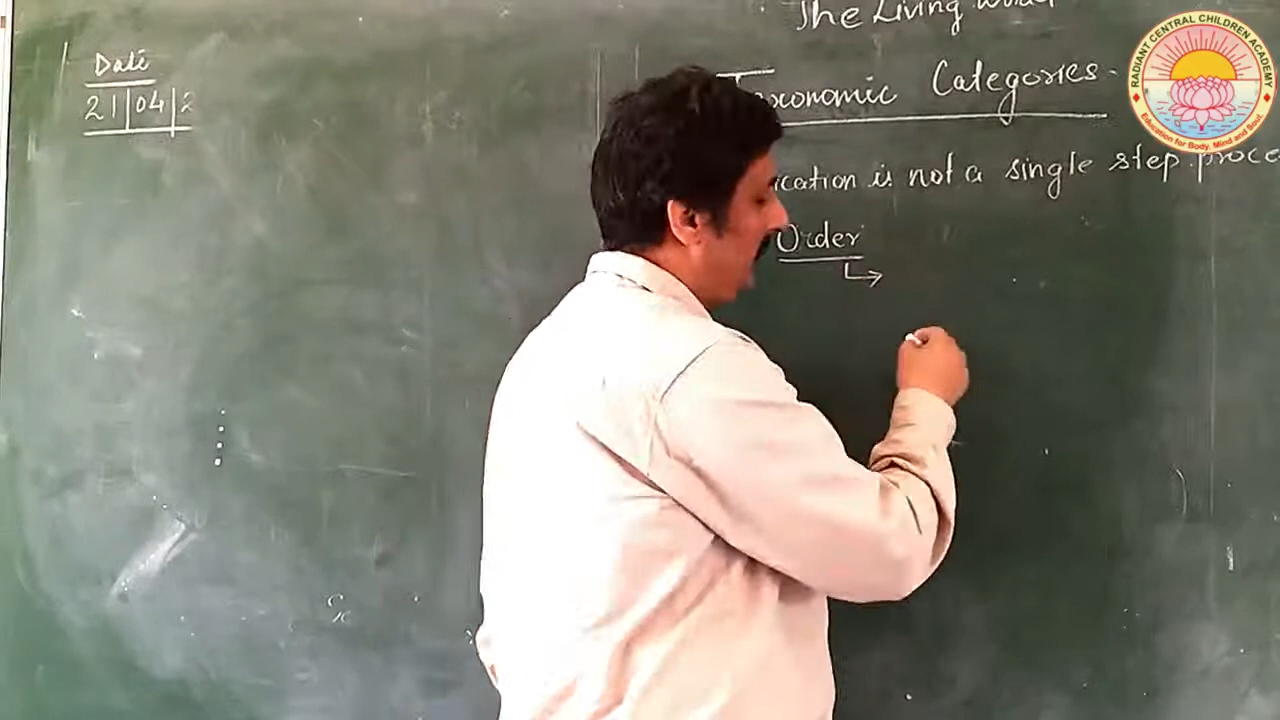 The Living
Taxonomic Categories.
ication is not a single step proce
Order
Date
21|04|2
RADIANT CENTRAL CHILDREN ACADEMY
Education for Body, Mind and Soul.